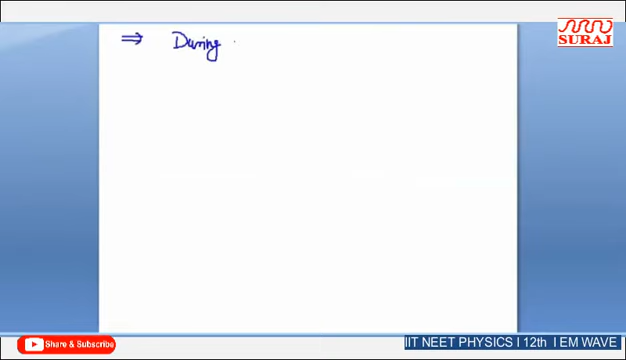 ⇒ During
SURAJ
Share & Subscribe
IIT NEET PHYSICS I 12th I EM WAVE